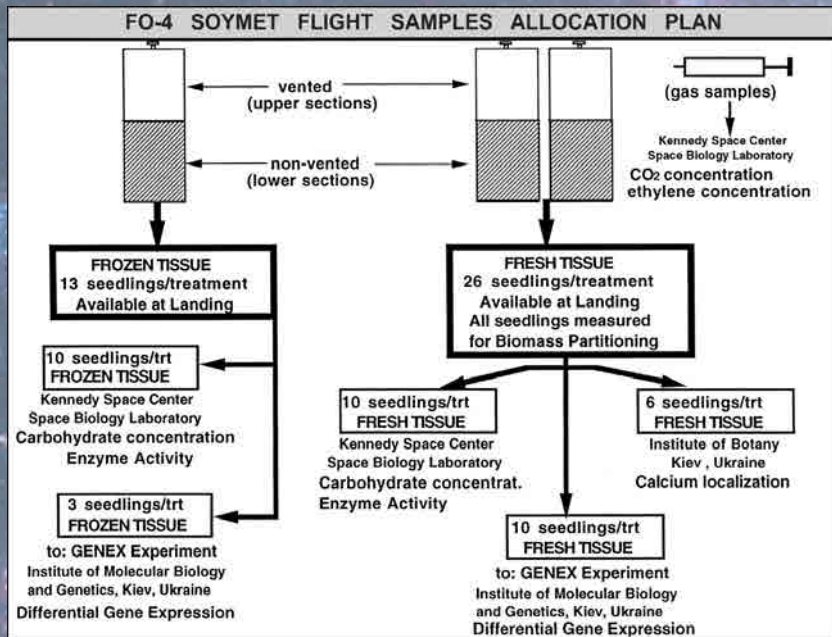 FO-4 SOYMET FLIGHT SAMPLES ALLOCATION PLAN
vented
(upper sections)
non-vented
(lower sections)
(gas samples)
Kennedy Space Center
Space Biology Laboratory
CO2 concentration
ethylene concentration
FROZEN TISSUE
13 seedlings/treatment
Available at Landing
10 seedlings/trt
FROZEN TISSUE
Kennedy Space Center
Space Biology Laboratory
Carbohydrate concentration
Enzyme Activity
3 seedlings/trt
FROZEN TISSUE
to: GENEX Experiment
Institute of Molecular Biology
and Genetics, Kiev, Ukraine
Differential Gene Expression
FRESH TISSUE
26 seedlings/treatment
Available at Landing
All seedlings measured
for Biomass Partitioning
10 seedlings/trt
FRESH TISSUE
Kennedy Space Center
Space Biology Laboratory
Carbohydrate concentrat.
Enzyme Activity
6 seedlings/trt
FRESH TISSUE
Institute of Botany
Kiev , Ukraine
Calcium localization
10 seedlings/trt
FRESH TISSUE
to: GENEX Experiment
Institute of Molecular Biology
and Genetics, Kiev, Ukraine
Differential Gene Expression